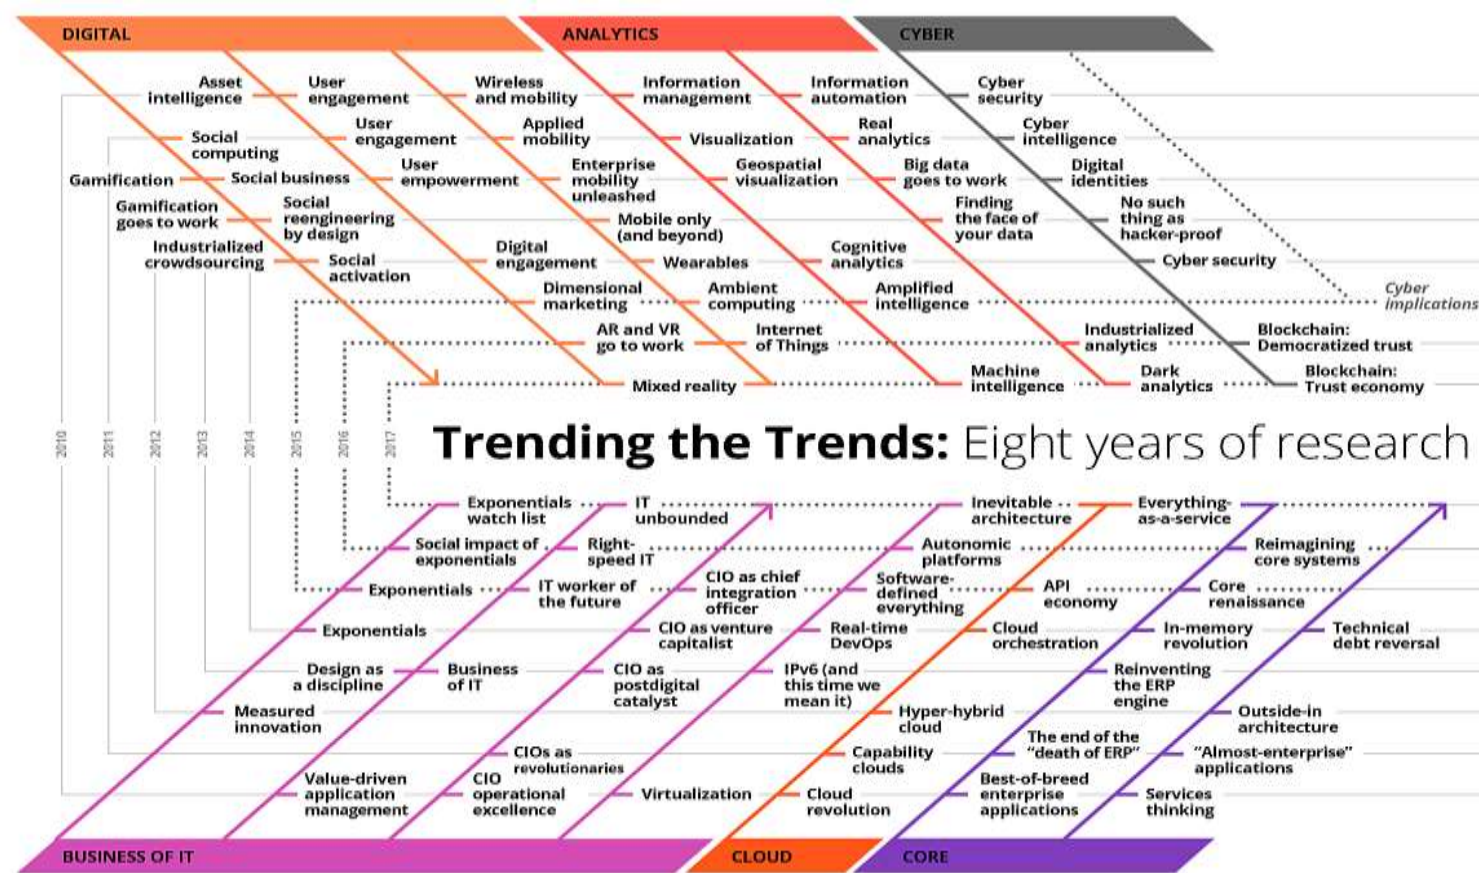 DIGITAL
ANALYTICS
CYBER
Asset
intelligence
User
engagement
Wireless
and mobility
Information
management
Information
automation
Cyber
security
Social
computing
User
engagement
Applied
mobility
Visualization
Real
analytics
Cyber
intelligence
Gamification
Social business
User
empowerment
Enterprise
mobility
unleashed
Geospatial
visualization
Big data
goes to work
Digital
identities
Gamification
goes to work
Social
reengineering
by design
Mobile only
(and beyond)
Finding
the face of
your data
No such
thing as
hacker-proof
Industrialized
crowdsourcing
Social
activation
Digital
engagement
Wearables
Cognitive
analytics
Cyber security
Dimensional
marketing
Ambient
computing
Amplified
intelligence
Cyber
implications
AR and VR
go to work
Internet
of Things
Industrialized
analytics
Blockchain:
Democratized trust
Mixed reality
Machine
intelligence
Dark
analytics
Blockchain:
Trust economy
2010
2011
2012
2013
2014
2015
2016
2017
Trending the Trends: Eight years of research
Exponentials
watch list
IT
unbounded
Inevitable
architecture
Everything-
as-a-service
Social impact of
exponentials
Right-
speed IT
Autonomic
platforms
Reimagining
core systems
Exponentials
IT worker of
the future
CIO as chief
integration
officer
Software-
defined
everything
API
economy
Core
renaissance
Exponentials
CIO as venture
capitalist
Real-time
DevOps
Cloud
orchestration
In-memory
revolution
Technical
debt reversal
Design as
a discipline
Business
of IT
CIO as
postdigital
catalyst
IPv6 (and
this time we
mean it)
Reinventing
the ERP
engine
Measured
innovation
Hyper-hybrid
cloud
Outside-in
architecture
CIOs as
revolutionaries
Capability
clouds
The end of the
"death of ERP"
"Almost-enterprise"
applications
Value-driven
application
management
CIO
operational
excellence
Virtualization
Cloud
revolution
Best-of-breed
enterprise
applications
Services
thinking
BUSINESS OF IT
CLOUD
CORE